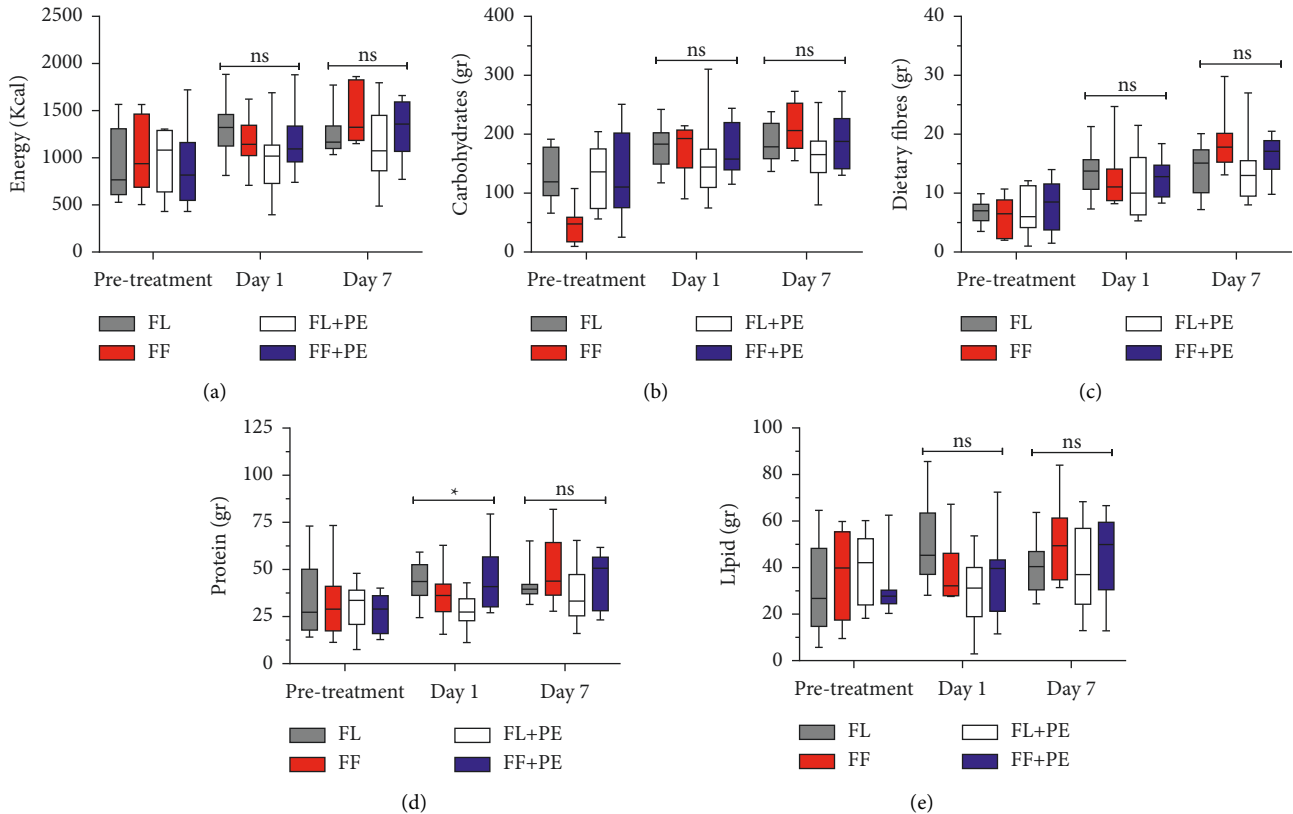 2500
2000
1500
1000
500
0
Energy (Kcal)
ns
ns
Pre-treatment Day 1 Day 7
FL FL+PE
FF FF+PE
(a)
400
300
200
100
0
Carbohydrates (gr)
ns
ns
Pre-treatment Day 1 Day 7
FL FL+PE
FF FF+PE
(b)
40
30
20
10
0
Dietary fibres (gr)
ns
ns
Pre-treatment Day 1 Day 7
FL FL+PE
FF FF+PE
(c)
125
100
75
50
25
0
Protein (gr)
*
ns
Pre-treatment Day 1 Day 7
FL FL+PE
FF FF+PE
(d)
100
80
60
40
20
0
LIpid (gr)
ns
ns
Pre-treatment Day 1 Day 7
FL FL+PE
FF FF+PE
(e)